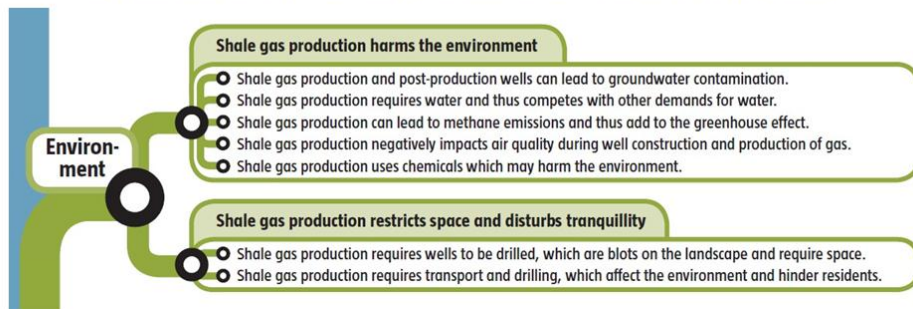 Shale gas production harms the environment
Shale gas production and post-production wells can lead to groundwater contamination.
Shale gas production requires water and thus competes with other demands for water.
Shale gas production can lead to methane emissions and thus add to the greenhouse effect.
Shale gas production negatively impacts air quality during well construction and production of gas.
Shale gas production uses chemicals which may harm the environment.
Environ-
ment
Shale gas production restricts space and disturbs tranquillity
Shale gas production requires wells to be drilled, which are blots on the landscape and require space.
Shale gas production requires transport and drilling, which affect the environment and hinder residents.